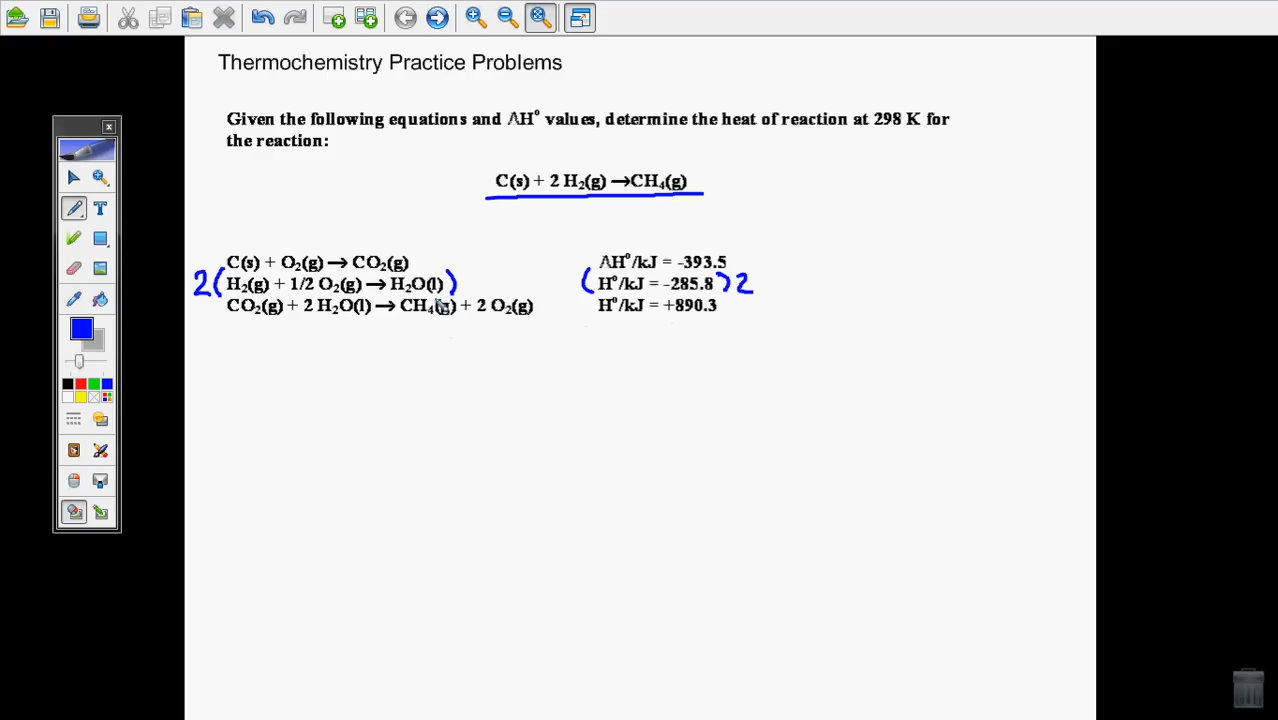 Thermochemistry Practice Problems
Given the following equations and ΔH° values, determine the heat of reaction at 298 K for
the reaction:
C(s) + 2 H₂(g) →CH₄(g)
C(s) + O₂(g) → CO₂(g) ΔH°/kJ = -393.5
2(H₂(g) + 1/2 O₂(g) → H₂O(l)) (H°/kJ = -285.8)2
CO₂(g) + 2 H₂O(l) → CH₄(g) + 2 O₂(g) H°/kJ = +890.3